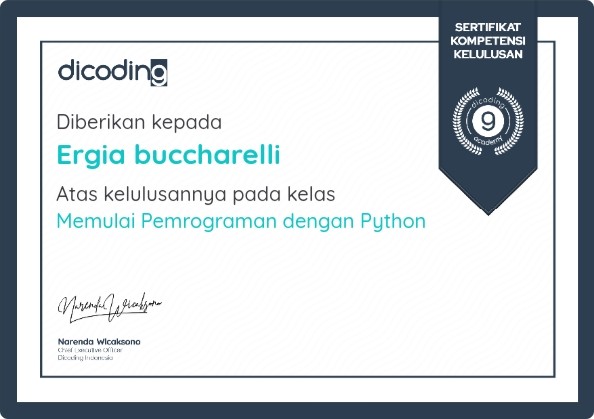 SERTIFIKAT
KOMPETENSI
KELULUSAN
dicoding
dicoding
9
academy
Diberikan kepada
Ergia buccharelli
Atas kelulusannya pada kelas
Memulai Pemrograman dengan Python
Narenda Wicaksono
Narenda Wicaksono
Chief Executive Officer
Dicoding Indonesia